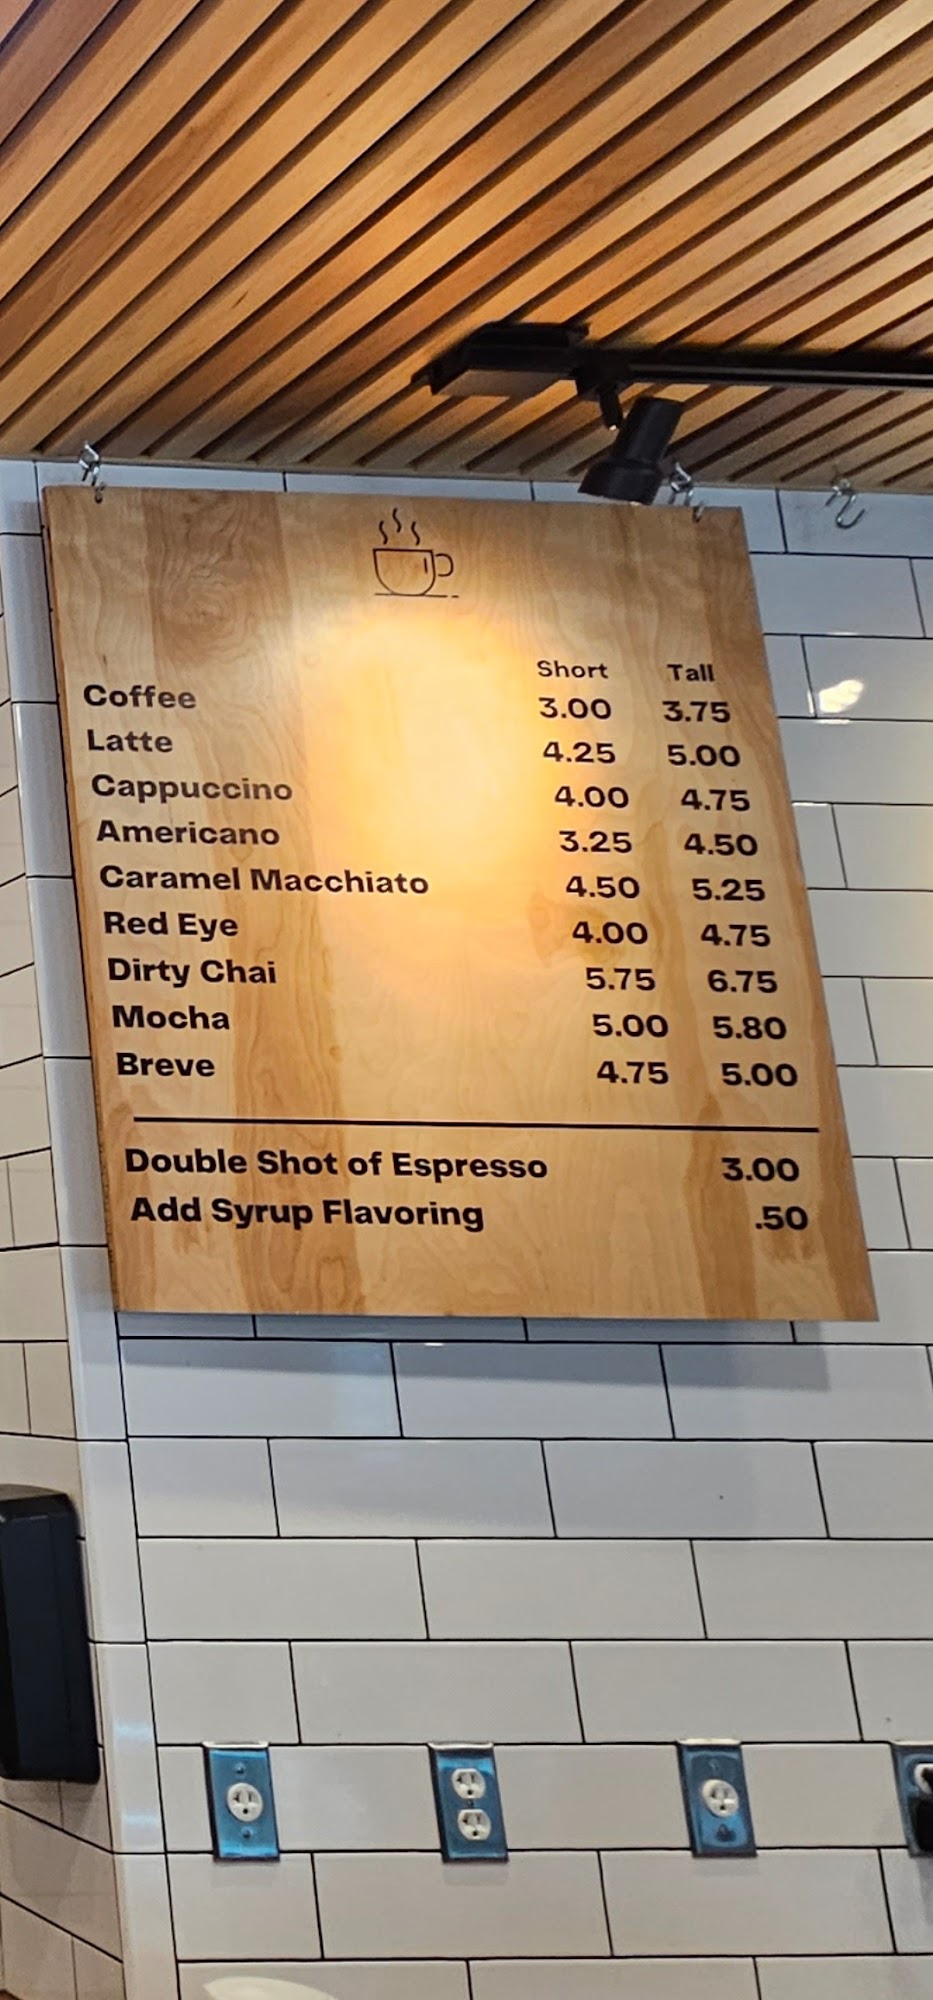 Short Tall
Coffee 3.00 3.75
Latte 4.25 5.00
Cappuccino 4.00 4.75
Americano 3.25 4.50
Caramel Macchiato 4.50 5.25
Red Eye 4.00 4.75
Dirty Chai 5.75 6.75
Mocha 5.00 5.80
Breve 4.75 5.00
Double Shot of Espresso 3.00
Add Syrup Flavoring .50